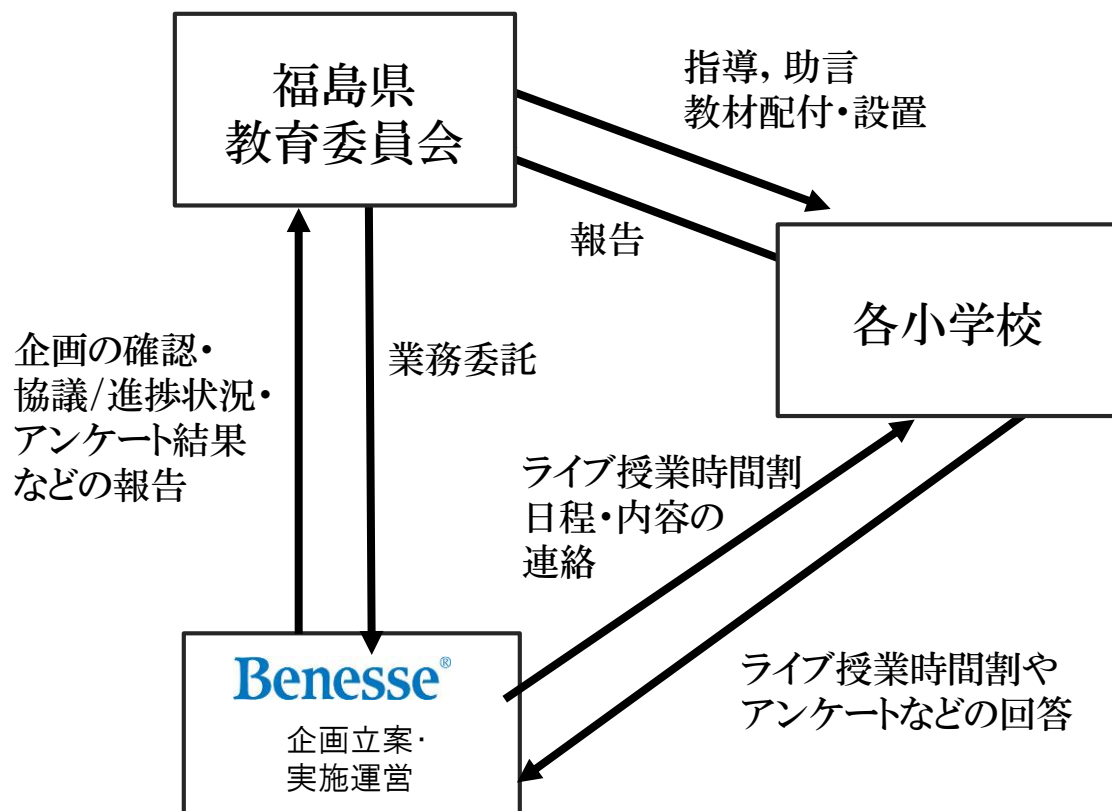 福島県
教育委員会
指導, 助言
教材配付・設置
報告
各小学校
企画の確認・
協議/進捗状況・
アンケート結果
などの報告
業務委託
ライブ授業時間割
日程・内容の
連絡
Benesse®
企画立案・
実施運営
ライブ授業時間割や
アンケートなどの回答